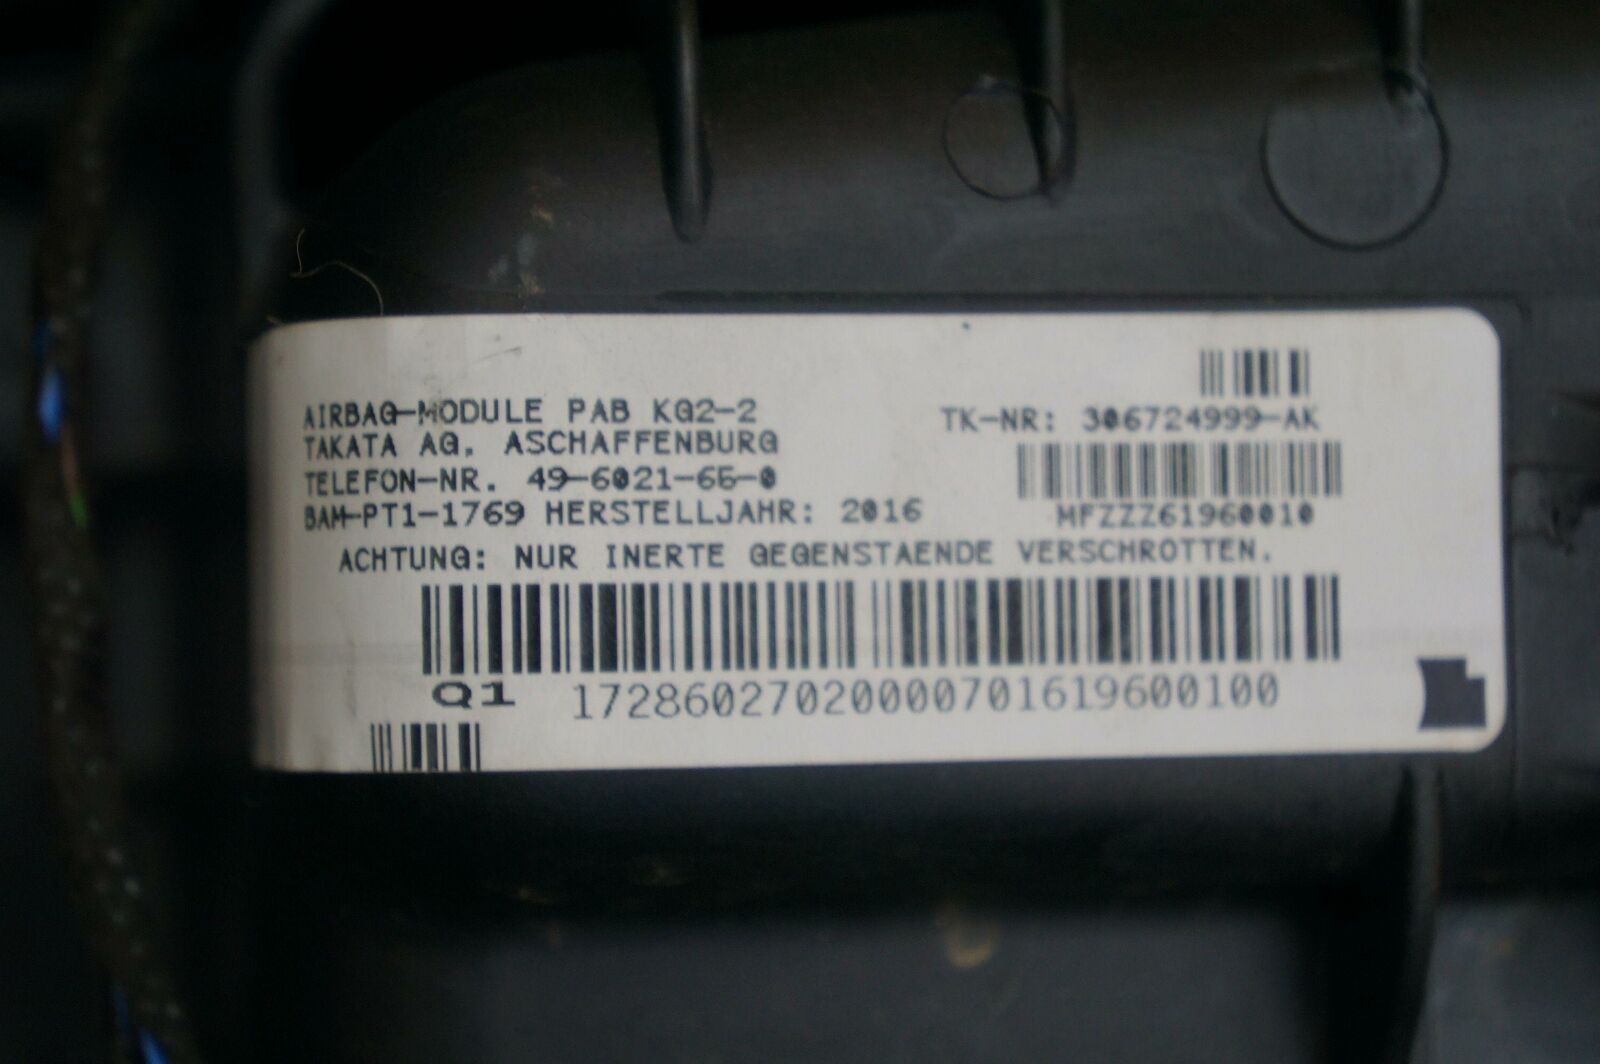 AIRBAG-MODULE PAB KG2-2
TAKATA AG, ASCHAFFENBURG
TELEFON-NR. 49-6021-65-0
BAM-PT1-1769 HERSTELLJAHR: 2016
TK-NR: 306724999-AK
MFZZZ61960010
ACHTUNG: NUR INERTE GEGENSTAENDE VERSCHROTTEN.
Q1 1728602702000070161960010​0